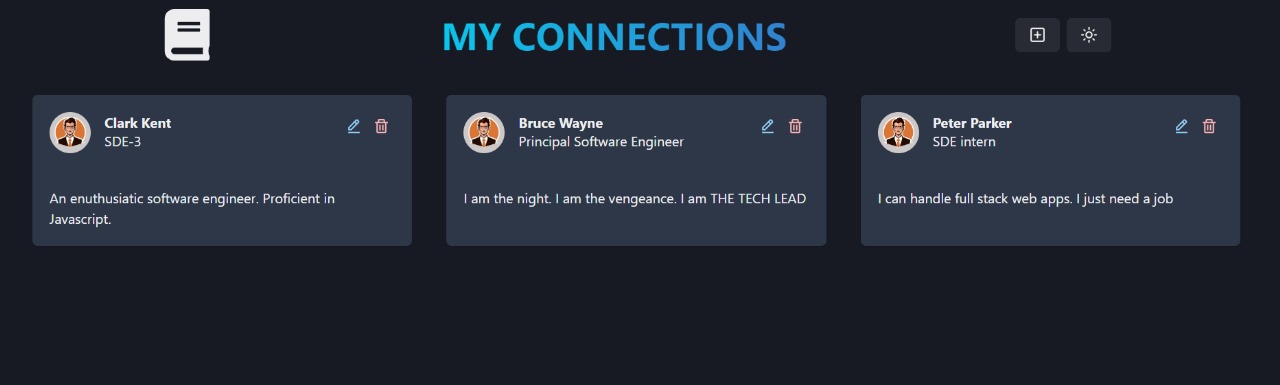 MY CONNECTIONS
Clark Kent
SDE-3
An enuthusiatic software engineer. Proficient in
Javascript.
Bruce Wayne
Principal Software Engineer
I am the night. I am the vengeance. I am THE TECH LEAD
Peter Parker
SDE intern
I can handle full stack web apps. I just need a job